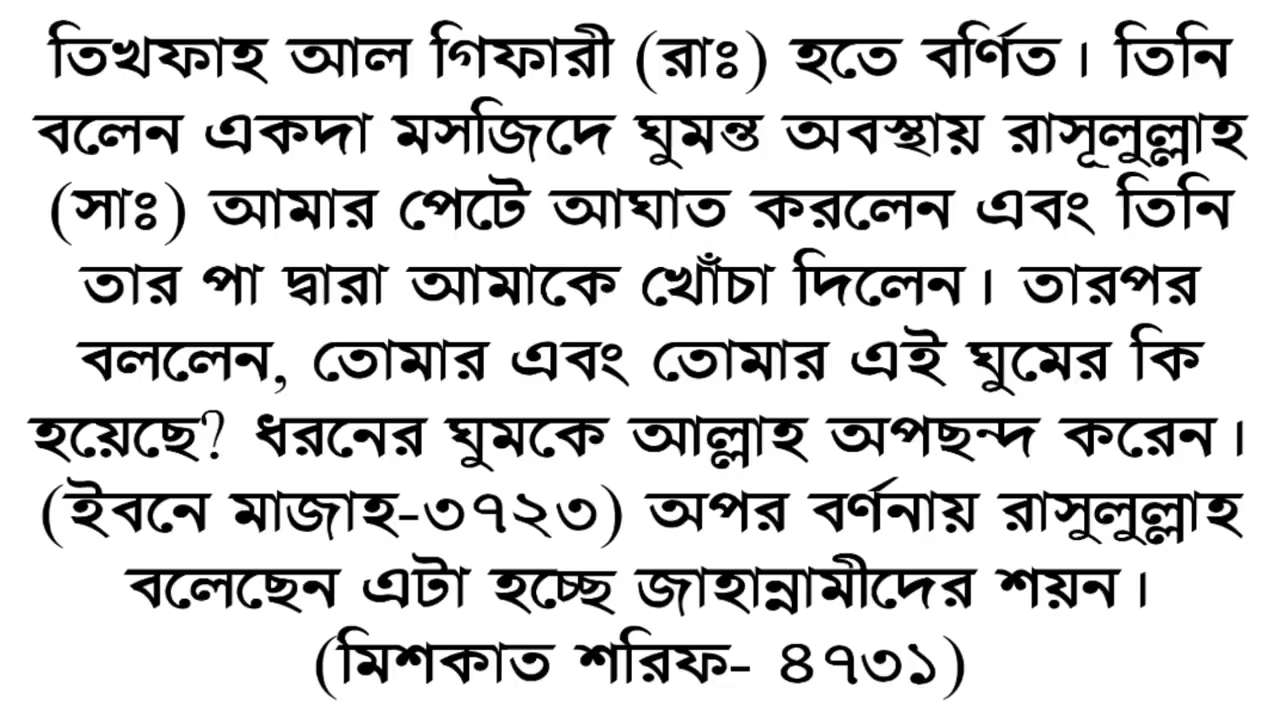 তিখফাহ আল গিফারী (রাঃ) হতে বর্ণিত। তিনি
বলেন একদা মসজিদে ঘুমন্ত অবস্থায় রাসূলুল্লাহ
(সাঃ) আমার পেটে আঘাত করলেন এবং তিনি
তার পা দ্বারা আমাকে খোঁচা দিলেন। তারপর
বললেন, তোমার এবং তোমার এই ঘুমের কি
হয়েছে? ধরনের ঘুমকে আল্লাহ অপছন্দ করেন।
(ইবনে মাজাহ-৩৭২৩) অপর বর্ণনায় রাসুলুল্লাহ
বলেছেন এটা হচ্ছে জাহান্নামীদের শয়ন।
(মিশকাত শরিফ- ৪৭৩১)